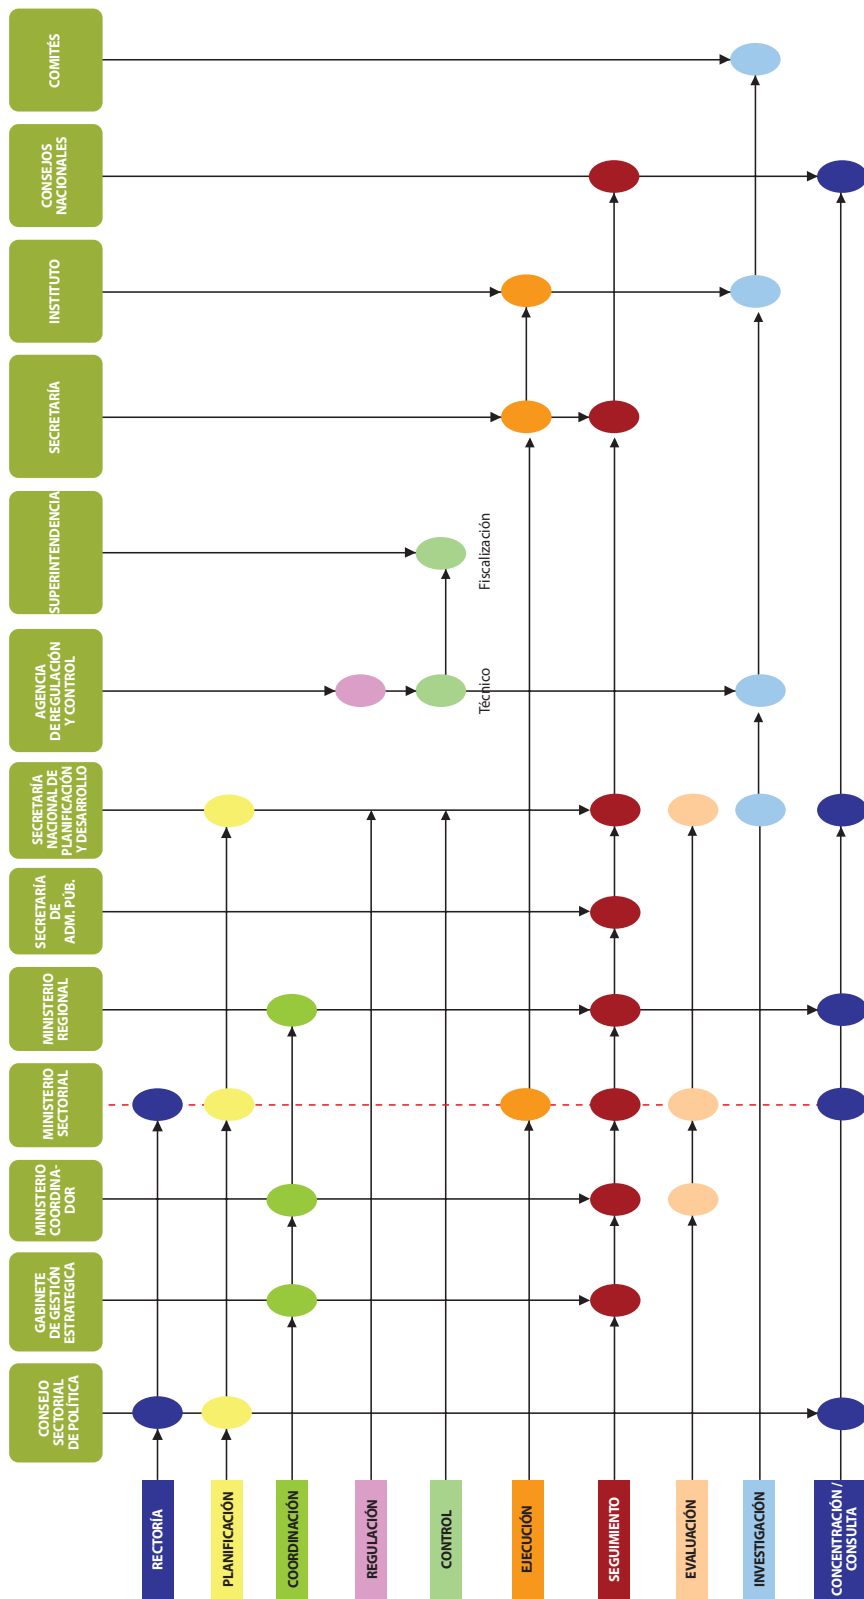 CONSEJO
SECTORIAL
DE POLÍTICA
GABINETE
DE GESTIÓN
ESTRATEGICA
MINISTERIO
COORDINA-
DOR
MINISTERIO
SECTORIAL
MINISTERIO
REGIONAL
SECRETARÍA
DE
ADM. PÚB.
SECRETARÍA
NACIONAL DE
PLANIFICACIÓN
Y DESARROLLO
AGENCIA
DE REGULACIÓN
Y CONTROL
SUPERINTENDENCIA
SECRETARÍA
INSTITUTO
CONSEJOS
NACIONALES
COMITÉS
RECTORÍA
PLANIFICACIÓN
COORDINACIÓN
REGULACIÓN
CONTROL
Técnico
Fiscalización
EJECUCIÓN
SEGUIMIENTO
EVALUACIÓN
INVESTIGACIÓN
CONCENTRACIÓN /
CONSULTA